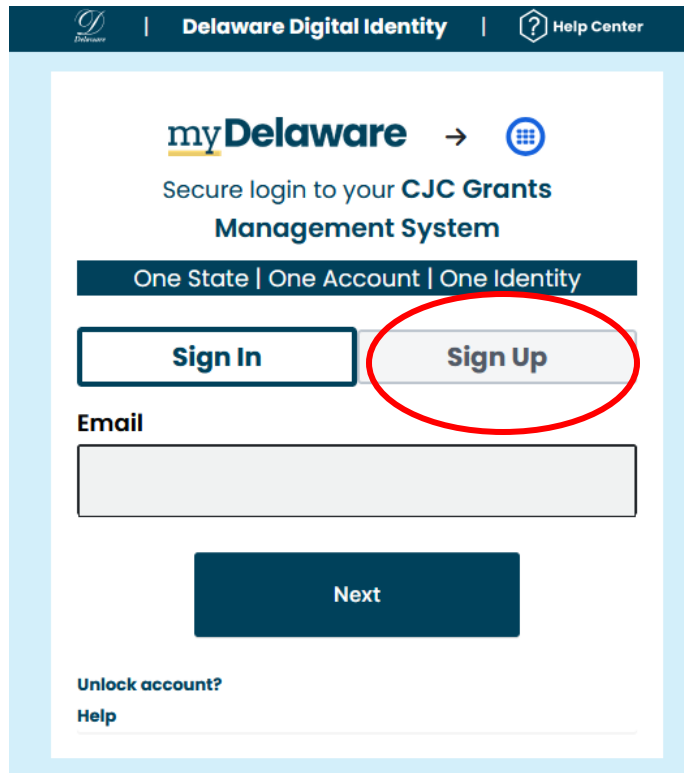 Delaware | Delaware Digital Identity | ? Help Center
myDelaware →
Secure login to your CJC Grants
Management System
One State | One Account | One Identity
Sign In Sign Up
Email
Next
Unlock account?
Help